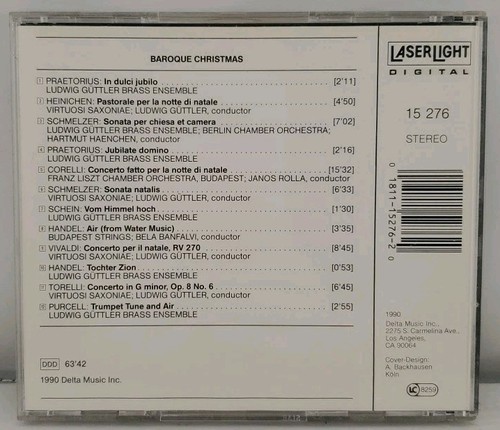 BAROQUE CHRISTMAS
1 PRAETORIUS: In dulci jubilo [2'11]
LUDWIG GÜTTLER BRASS ENSEMBLE
2 HEINICHEN: Pastorale per la notte di natale [4'50]
VIRTUOSI SAXONIAE; LUDWIG GÜTTLER, conductor
3 SCHMELZER: Sonata per chiesa et camera [7'02]
LUDWIG GÜTTLER BRASS ENSEMBLE; BERLIN CHAMBER ORCHESTRA;
HARTMUT HAENCHEN, conductor
4 PRAETORIUS: Jubilate domino [2'16]
LUDWIG GÜTTLER BRASS ENSEMBLE
5 CORELLI: Concerto fatto per la notte di natale [15'32]
FRANZ LISZT CHAMBER ORCHESTRA, BUDAPEST; JANOS ROLLA, conductor
6 SCHMELZER: Sonata natalis [6'33]
VIRTUOSI SAXONIAE; LUDWIG GÜTTLER, conductor
7 SCHEIN: Vom Himmel hoch [1'30]
LUDWIG GÜTTLER BRASS ENSEMBLE
8 HANDEL: Air (from Water Music) [3'35]
BUDAPEST STRINGS; BELA BANFALVI, conductor
9 VIVALDI: Concerto per il natale, RV 270 [8'45]
VIRTUOSI SAXONIAE; LUDWIG GÜTTLER, conductor
10 HANDEL: Tochter Zion [0'53]
LUDWIG GÜTTLER BRASS ENSEMBLE
11 TORELLI: Concerto in G minor, Op. 8 No. 6 [6'45]
VIRTUOSI SAXONIAE; LUDWIG GÜTTLER, conductor
12 PURCELL: Trumpet Tune and Air [2'55]
LUDWIG GÜTTLER BRASS ENSEMBLE
DDD 63'42
1990 Delta Music Inc.
LASERLIGHT
DIGITAL
15 276
STEREO
0 1811-15276-2 0
1990
Delta Music Inc.,
2275 S. Carmelina Ave.,
Los Angeles,
CA 90064
Cover-Design:
A. Backhausen
Köln
LC 8259